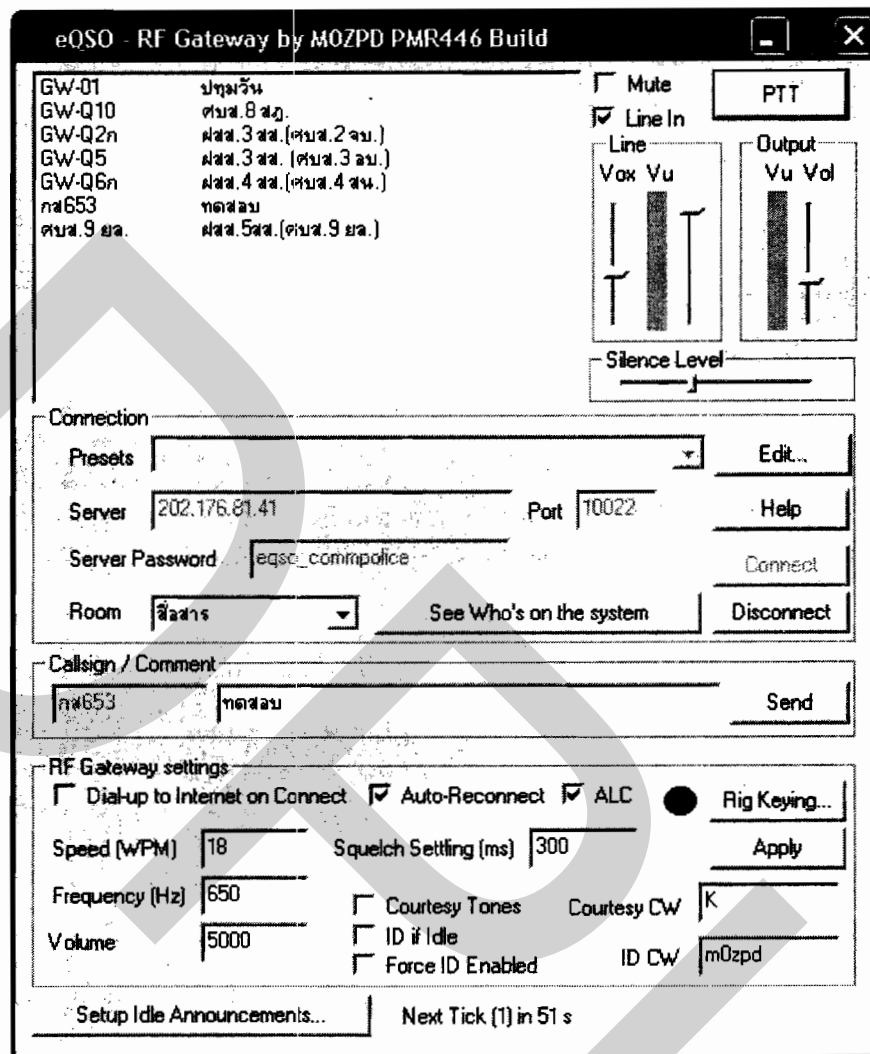 eQSO - RF Gateway by M0ZPD PMR446 Build
GW-01 ปทุมวัน
GW-Q10 ศบส.8 สฎ.
GW-Q2ก ฝสส.3 สส.(ศบส.2 จบ.)
GW-Q5 ฝสส.3 สส. (ศบส.3 อบ.)
GW-Q6ก ฝสส.4 สส.(ศบส.4 สน.)
กส653 ทดสอบ
ศบส.9 ยล. ฝสส.5สส.(ศบส.9 ยล.)
Mute
PTT
Line In
Line
Output
Vox Vu
Vu Vol
Silence Level
Connection
Presets
Edit...
Server 202.176.81.41 Port 10022
Help
Server Password eqso_commpolice
Connect
Room สื่อสาร
See Who's on the system
Disconnect
Callsign / Comment
กส653 ทดสอบ
Send
RF Gateway settings
Dial-up to Internet on Connect Auto-Reconnect ALC
Rig Keying...
Speed (WPM) 18 Squelch Settling (ms) 300
Apply
Frequency (Hz) 650
Courtesy Tones
Courtesy CW K
Volume 5000
ID if Idle
Force ID Enabled
ID CW m0zpd
Setup Idle Announcements...
Next Tick (1) in 51 s